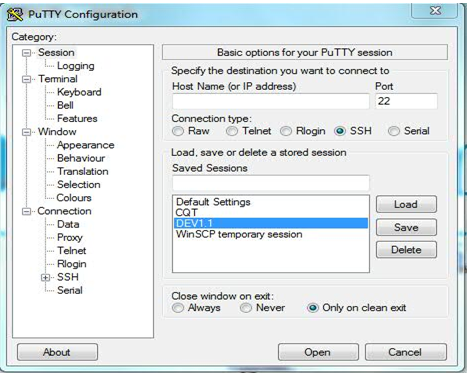 PuTTY Configuration
Category:
Session
Logging
Terminal
Keyboard
Bell
Features
Window
Appearance
Behaviour
Translation
Selection
Colours
Connection
Data
Proxy
Telnet
Rlogin
SSH
Serial
Basic options for your PuTTY session
Specify the destination you want to connect to
Host Name (or IP address) Port
22
Connection type:
Raw Telnet Rlogin SSH Serial
Load, save or delete a stored session
Saved Sessions
Default Settings
CQT
DEV1.1
WinSCP temporary session
Load
Save
Delete
Close window on exit:
Always Never Only on clean exit
About Open Cancel